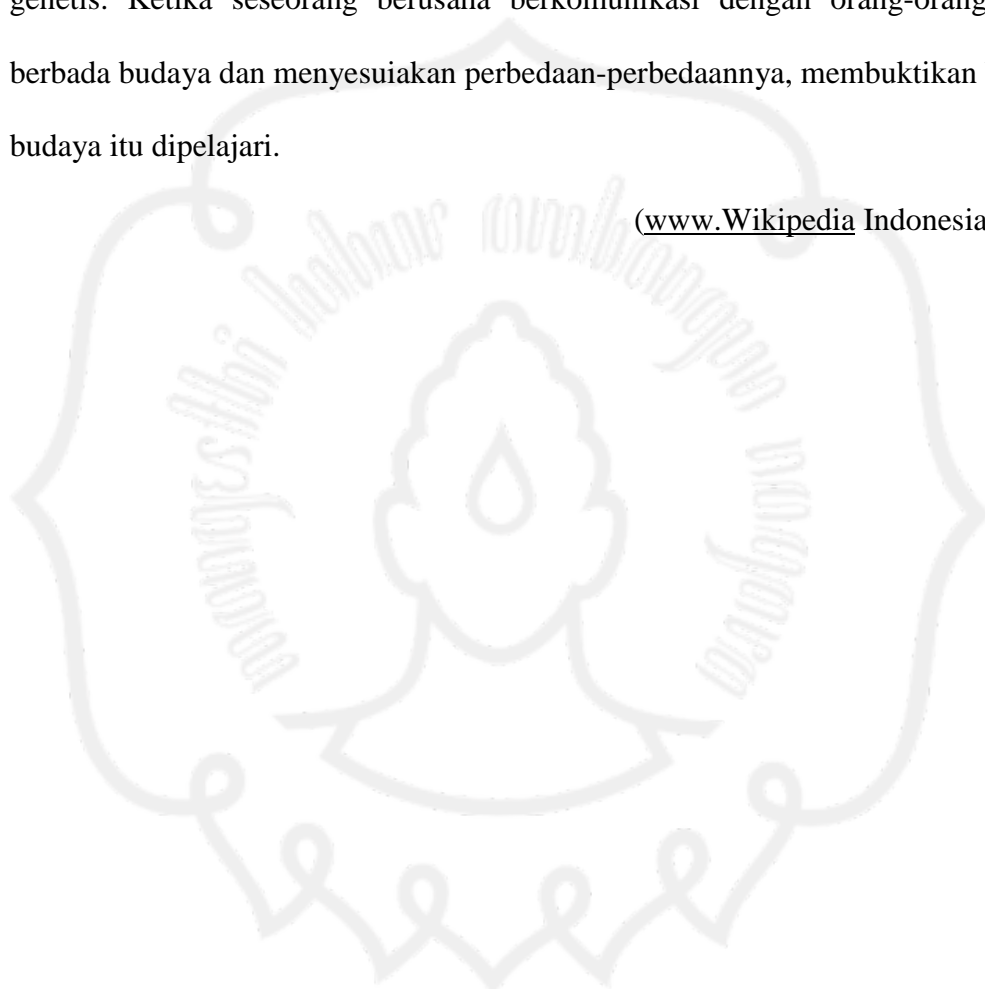 genetis. Ketika seseorang berusaha berkomunikasi dengan orang-orang
berbada budaya dan menyesuiakan perbedaan-perbedaannya, membuktikan
budaya itu dipelajari.
(www.Wikipedia Indonesia